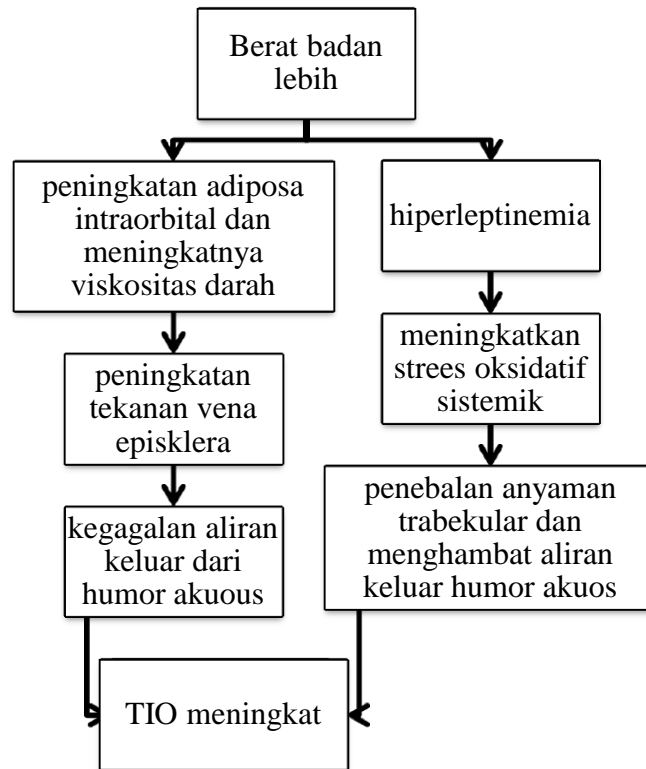 Berat badan
lebih
peningkatan adiposa
intraorbital dan
meningkatnya
viskositas darah
hiperleptinemia
peningkatan
tekanan vena
episklera
meningkatkan
strees oksidatif
sistemik
kegagalan aliran
keluar dari
humor akuous
penebalan anyaman
trabekular dan
menghambat aliran
keluar humor akuos
TIO meningkat